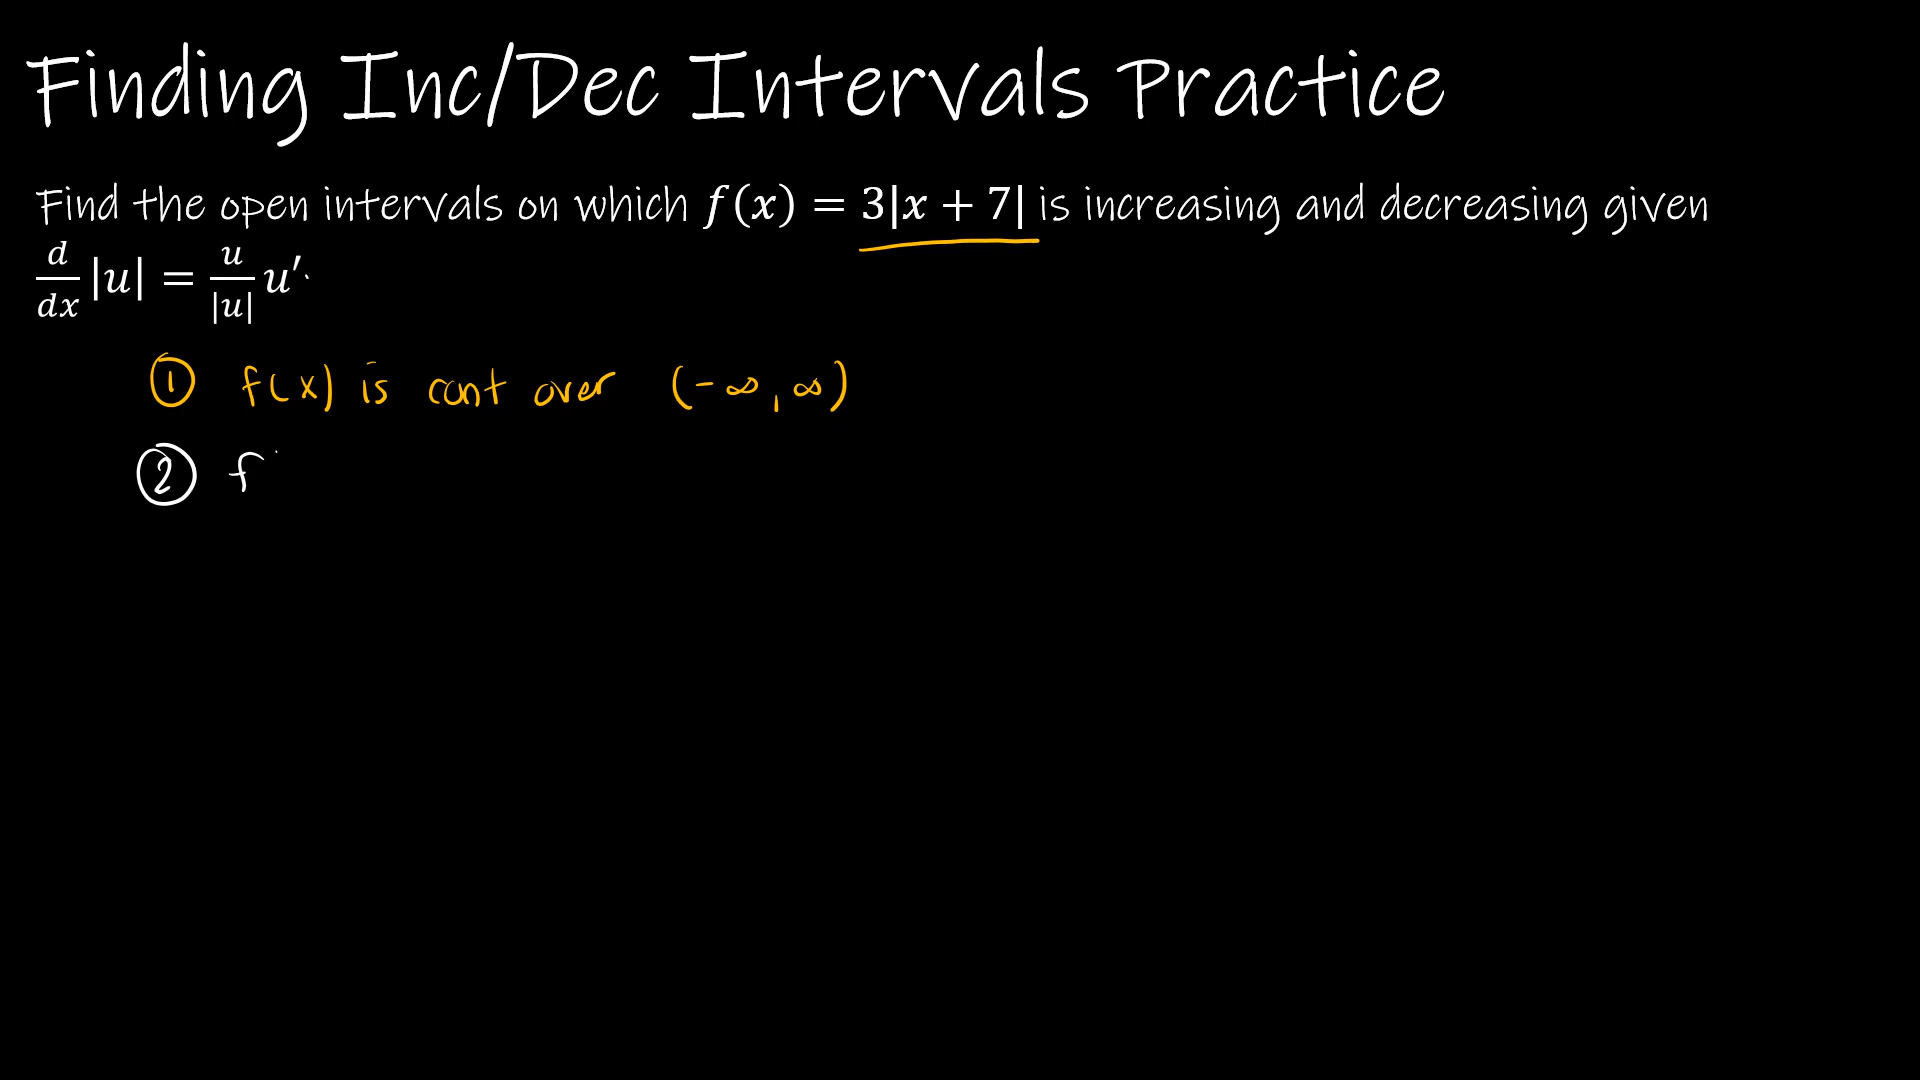 Finding Inc/Dec Intervals Practice
Find the open intervals on which f(x) = 3|x + 7| is increasing and decreasing given
d/dx |u| = u/|u| u′.
① f(x) is cont over (-∞, ∞)
② f'